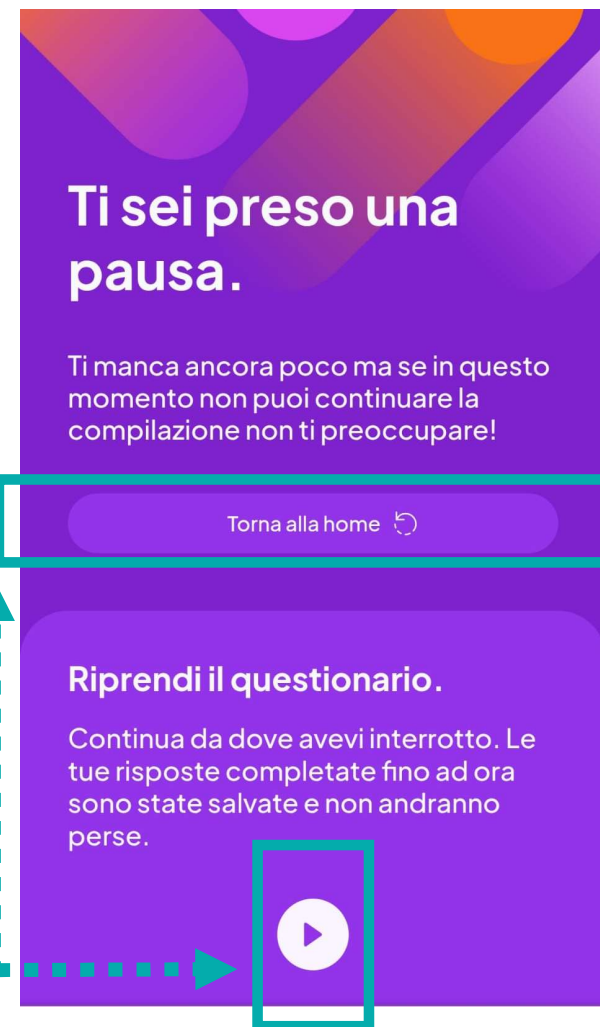 Ti sei preso una
pausa.
Ti manca ancora poco ma se in questo
momento non puoi continuare la
compilazione non ti preoccupare!
Torna alla home
Riprendi il questionario.
Continua da dove avevi interrotto. Le
tue risposte completate fino ad ora
sono state salvate e non andranno
perse.